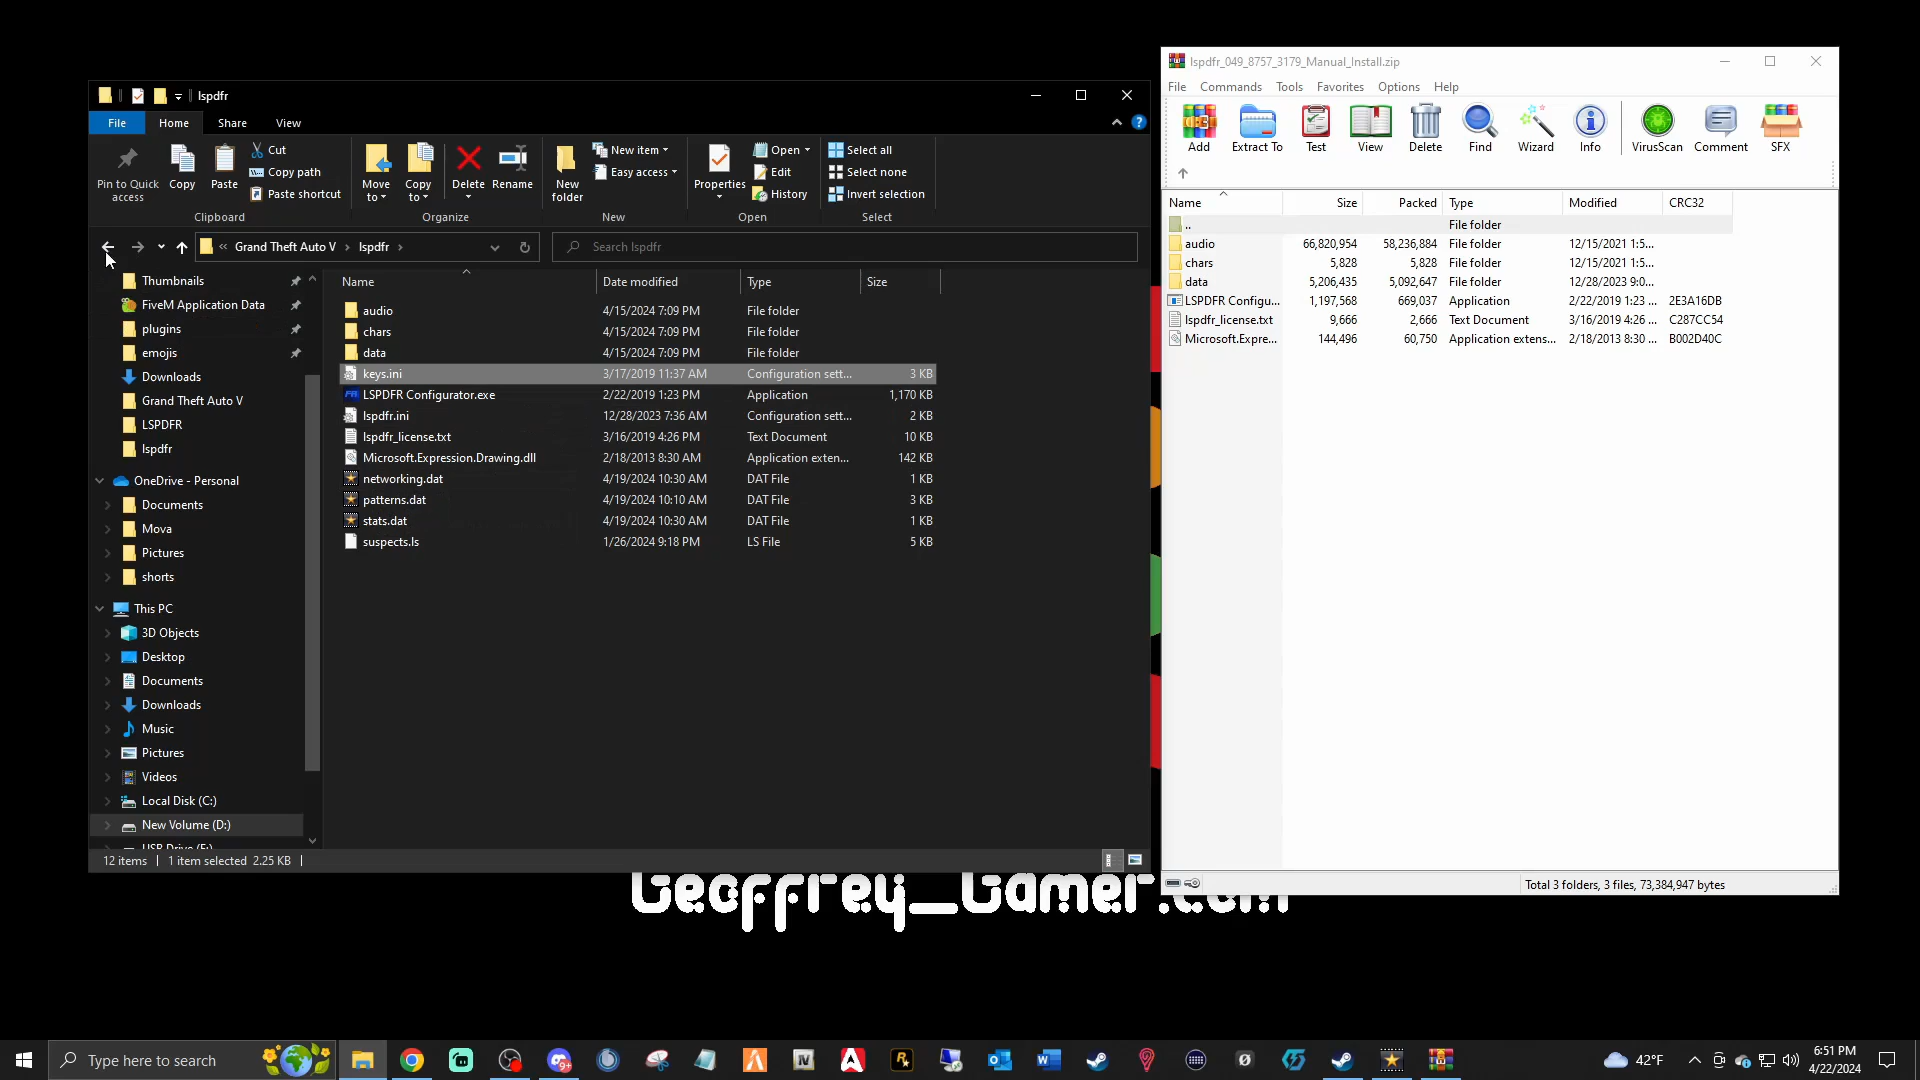 lspdfr
File Home Share View
Pin to Quick access
Copy
Paste
Cut
Copy path
Paste shortcut
Clipboard
Move to
Copy to
Delete
Rename
Organize
New folder
New item
Easy access
New
Properties
Open
Edit
History
Open
Select all
Select none
Invert selection
Select
« Grand Theft Auto V > lspdfr >
Search lspdfr
Thumbnails
FiveM Application Data
plugins
emojis
Downloads
Grand Theft Auto V
LSPDFR
lspdfr
OneDrive - Personal
Documents
Mova
Pictures
shorts
This PC
3D Objects
Desktop
Documents
Downloads
Music
Pictures
Videos
Local Disk (C:)
New Volume (D:)
USB Drive (F:)
Name Date modified Type Size
audio 4/15/2024 7:09 PM File folder
chars 4/15/2024 7:09 PM File folder
data 4/15/2024 7:09 PM File folder
keys.ini 3/17/2019 11:37 AM Configuration sett... 3 KB
LSPDFR Configurator.exe 2/22/2019 1:23 PM Application 1,170 KB
lspdfr.ini 12/28/2023 7:36 AM Configuration sett... 2 KB
lspdfr_license.txt 3/16/2019 4:26 PM Text Document 10 KB
Microsoft.Expression.Drawing.dll 2/18/2013 8:30 AM Application exten... 142 KB
networking.dat 4/19/2024 10:30 AM DAT File 1 KB
patterns.dat 4/19/2024 10:10 AM DAT File 3 KB
stats.dat 4/19/2024 10:30 AM DAT File 1 KB
suspects.ls 1/26/2024 9:18 PM LS File 5 KB
12 items 1 item selected 2.25 KB
lspdfr_049_8757_3179_Manual_Install.zip
File Commands Tools Favorites Options Help
Add Extract To Test View Delete Find Wizard Info VirusScan Comment SFX
Name Size Packed Type Modified CRC32
.. File folder
audio 66,820,954 58,236,884 File folder 12/15/2021 1:5...
chars 5,828 5,828 File folder 12/15/2021 1:5...
data 5,206,435 5,092,647 File folder 12/28/2023 9:0...
LSPDFR Configu... 1,197,568 669,037 Application 2/22/2019 1:23 ... 2E3A16DB
lspdfr_license.txt 9,666 2,666 Text Document 3/16/2019 4:26 ... C287CC54
Microsoft.Expre... 144,496 60,750 Application extens... 2/18/2013 8:30 ... B002D40C
Total 3 folders, 3 files, 73,384,947 bytes
Geoffrey_Gamer.com
Type here to search
9+
IV
42°F
6:51 PM
4/22/2024